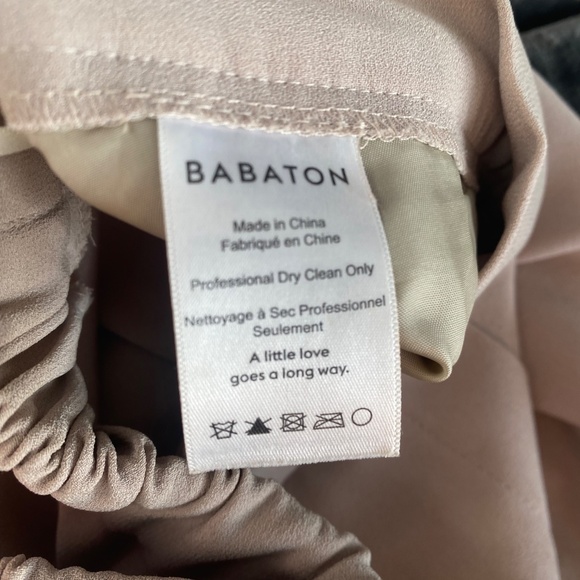 BABATON
Made in China
Fabriqué en Chine
Professional Dry Clean Only
Nettoyage à Sec Professionnel
Seulement
A little love
goes a long way.